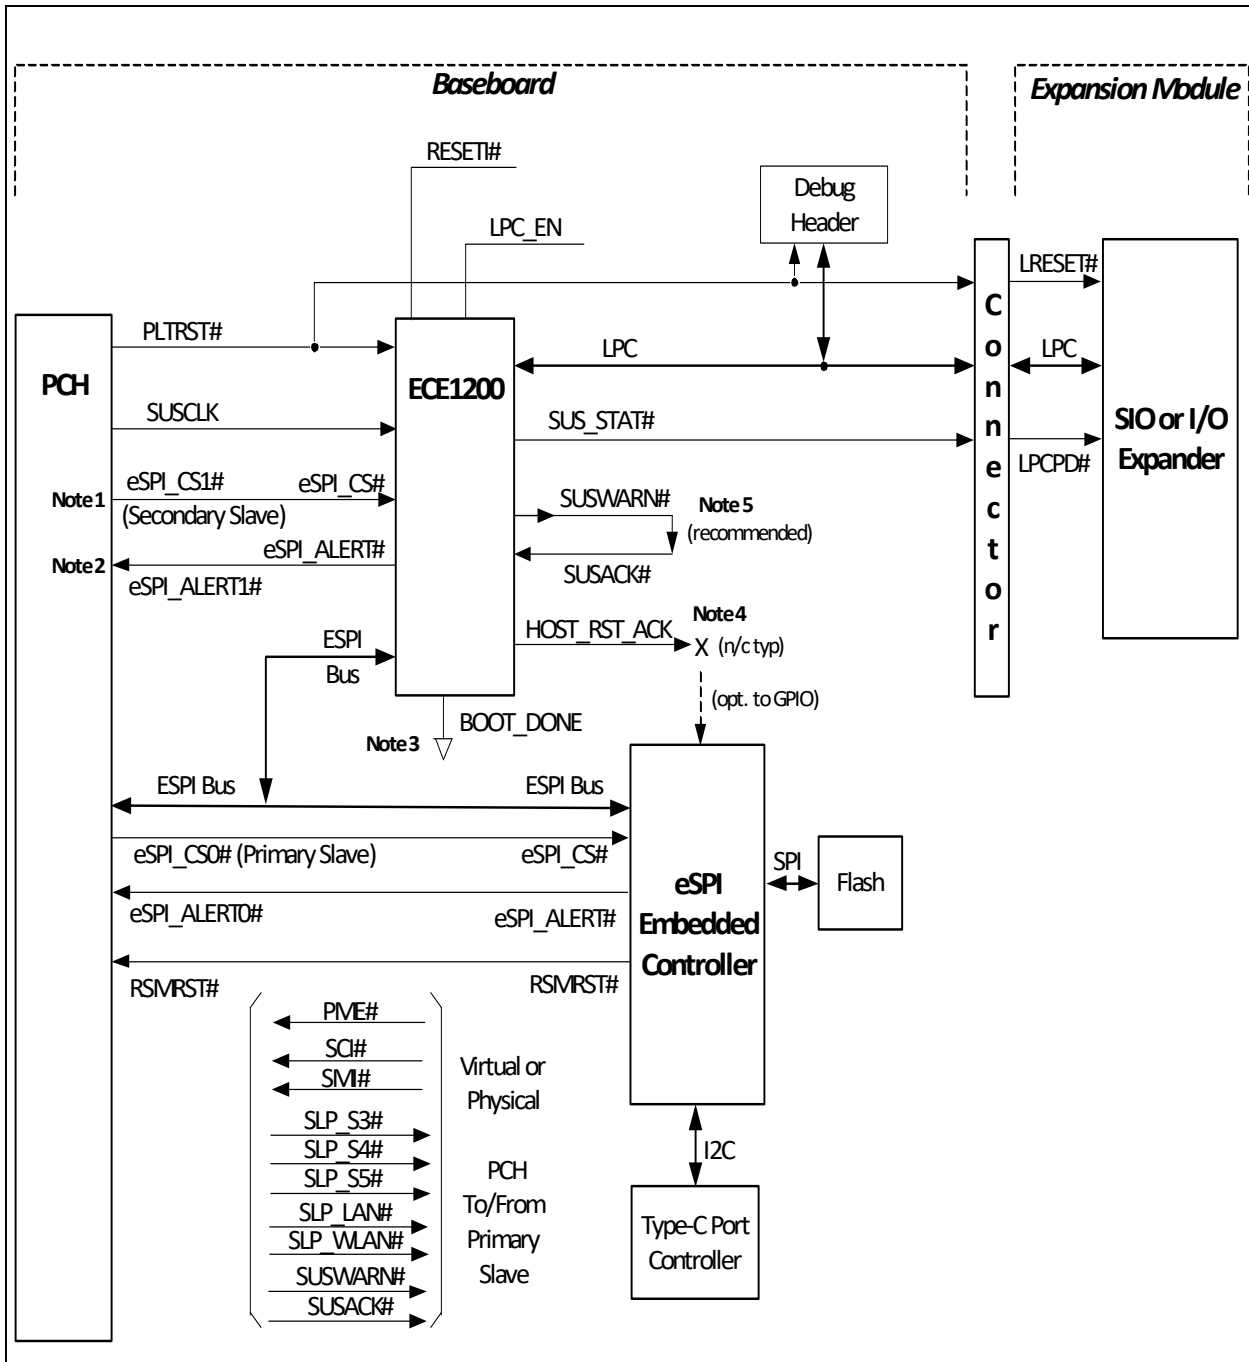 Baseboard
Expansion Module
RESETI#
LPC_EN
Debug
Header
LRESET#
PLTRST#
LPC
LPC
PCH
ECE1200
Connector
SIO or I/O
Expander
SUSCLK
SUS_STAT#
LPCPD#
Note 1
eSPI_CS1#
eSPI_CS#
(Secondary Slave)
SUSWARN#
Note 5
(recommended)
Note 2
eSPI_ALERT#
eSPI_ALERT1#
SUSACK#
HOST_RST_ACK
Note 4
X (n/c typ)
ESPI
Bus
(opt. to GPIO)
BOOT_DONE
Note 3
ESPI Bus
ESPI Bus
eSPI_CS0# (Primary Slave)
eSPI_CS#
eSPI
Embedded
Controller
SPI
Flash
eSPI_ALERT0#
eSPI_ALERT#
RSMRST#
RSMRST#
PME#
SCI#
SMI#
Virtual or
Physical
SLP_S3#
SLP_S4#
SLP_S5#
SLP_LAN#
SLP_WLAN#
SUSWARN#
SUSACK#
PCH
To/From
Primary
Slave
I2C
Type-C Port
Controller